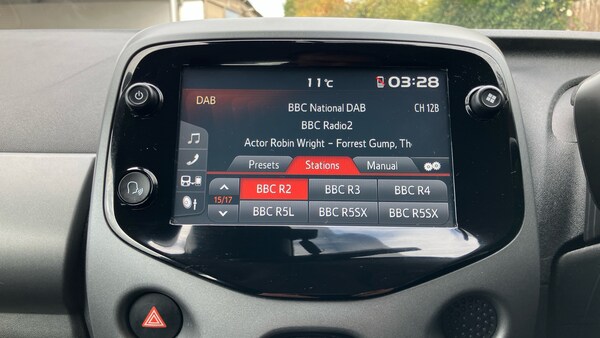 11°c
03:28
DAB
BBC National DAB
CH 12B
BBC Radio2
Actor Robin Wright – Forrest Gump, Th
Presets
Stations
Manual
BBC R2
BBC R3
BBC R4
15/17
BBC R5L
BBC R5SX
BBC R5SX